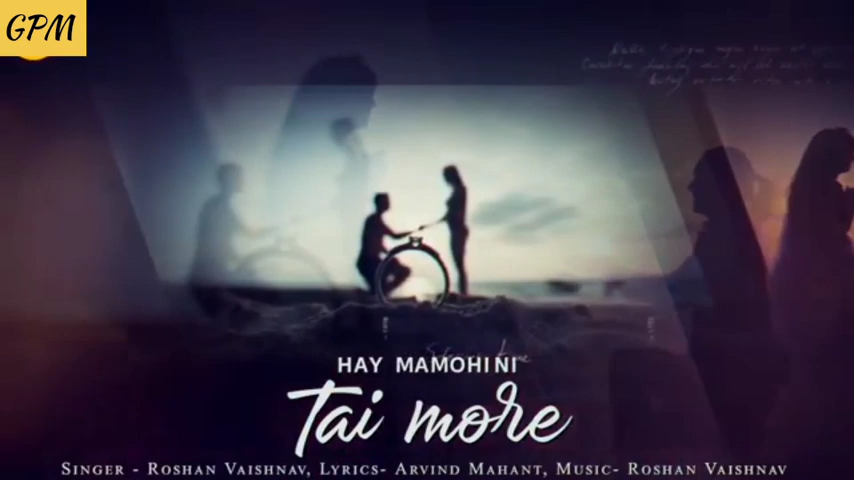 GPM
HAY MAMOHINI
Tai more
SINGER - ROSHAN VAISHNAV, LYRICS- ARVIND MAHANT, MUSIC- ROSHAN VAISHNAV